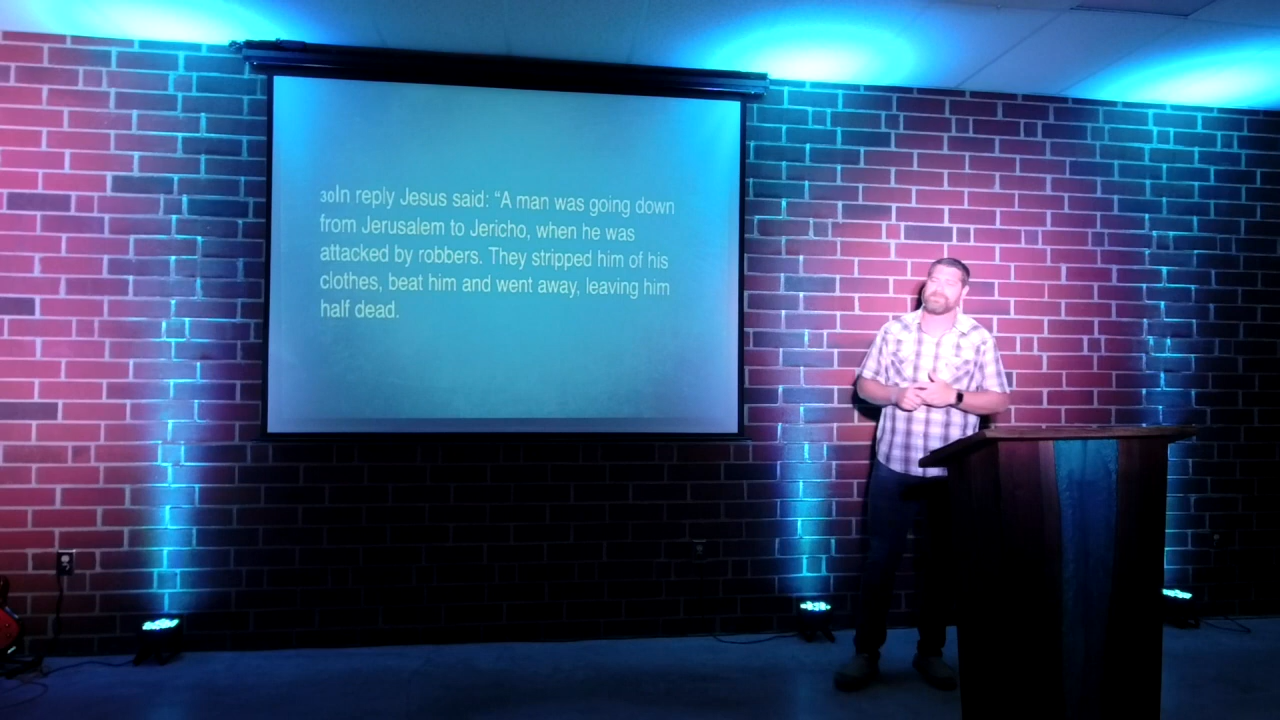 30In reply Jesus said: “A man was going down
from Jerusalem to Jericho, when he was
attacked by robbers. They stripped him of his
clothes, beat him and went away, leaving him
half dead.